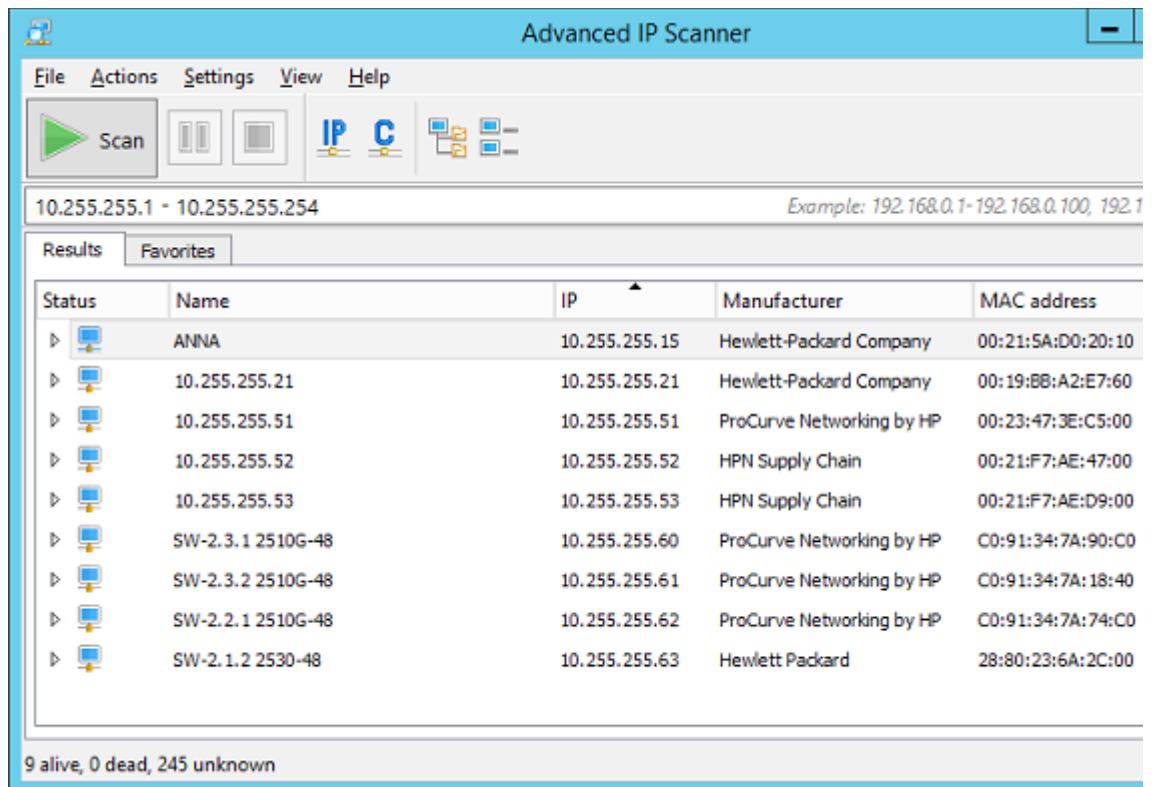 Advanced IP Scanner
File Actions Settings View Help
Scan IP C
10.255.255.1 - 10.255.255.254 Example: 192.168.0.1-192.168.0.100, 192.1
Results Favorites
Status Name IP Manufacturer MAC address
ANNA 10.255.255.15 Hewlett-Packard Company 00:21:5A:D0:20:10
10.255.255.21 10.255.255.21 Hewlett-Packard Company 00:19:BB:A2:E7:60
10.255.255.51 10.255.255.51 ProCurve Networking by HP 00:23:47:3E:C5:00
10.255.255.52 10.255.255.52 HPN Supply Chain 00:21:F7:AE:47:00
10.255.255.53 10.255.255.53 HPN Supply Chain 00:21:F7:AE:D9:00
SW-2.3.1 2510G-48 10.255.255.60 ProCurve Networking by HP C0:91:34:7A:90:C0
SW-2.3.2 2510G-48 10.255.255.61 ProCurve Networking by HP C0:91:34:7A:18:40
SW-2.2.1 2510G-48 10.255.255.62 ProCurve Networking by HP C0:91:34:7A:74:C0
SW-2.1.2 2530-48 10.255.255.63 Hewlett Packard 28:80:23:6A:2C:00
9 alive, 0 dead, 245 unknown